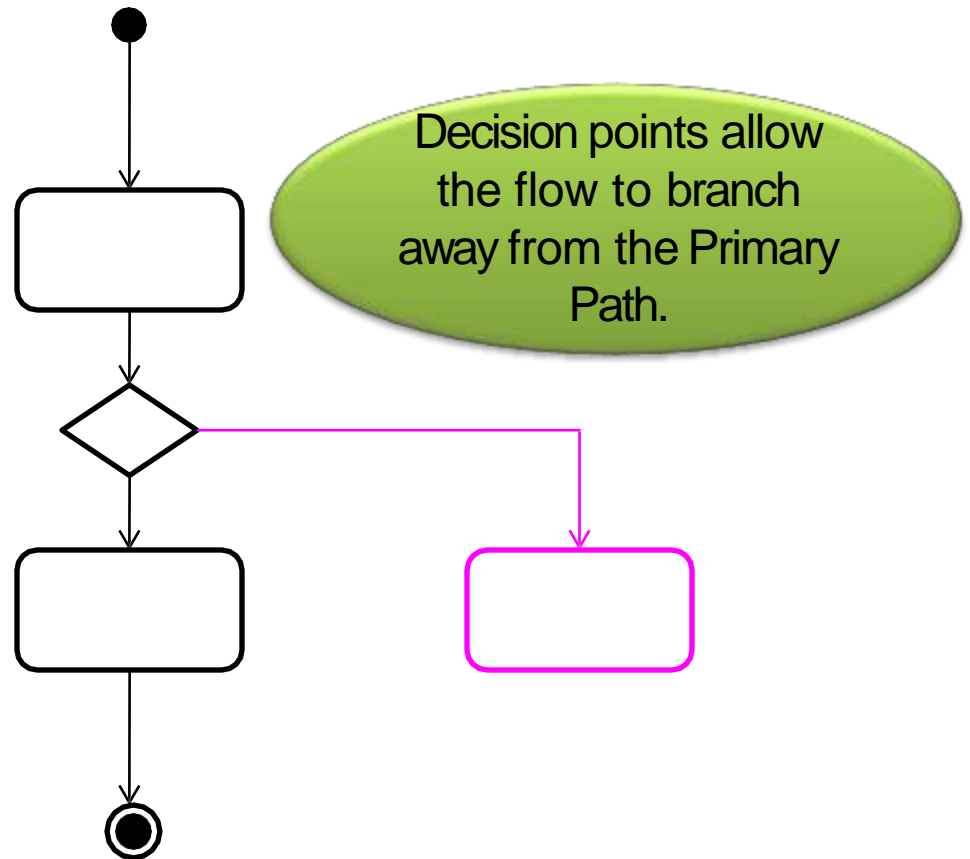 Decision points allow
the flow to branch
away from the Primary
Path.